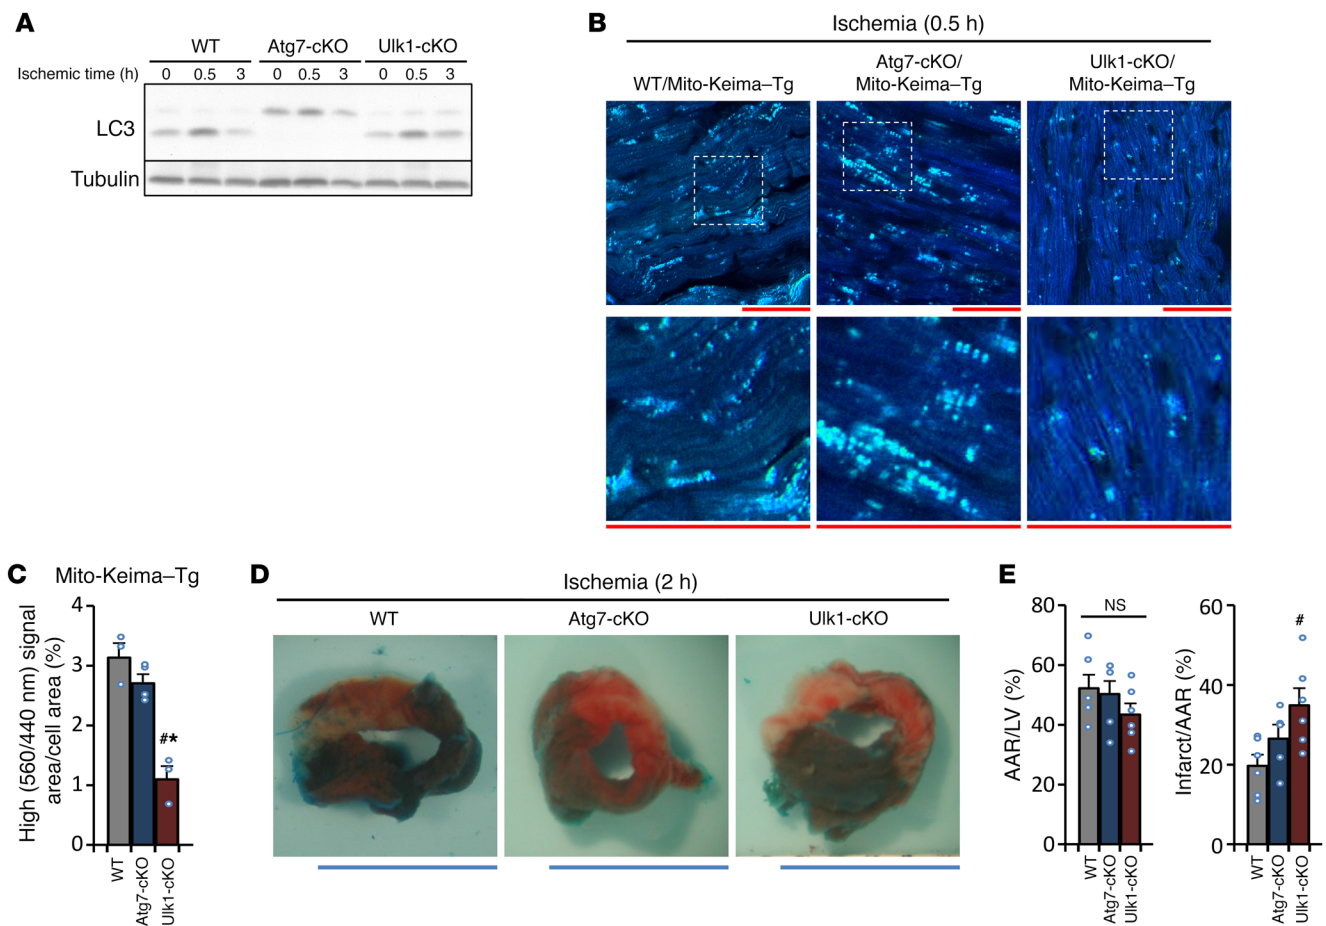 A
WT Atg7-cKO Ulk1-cKO
Ischemic time (h) 0 0.5 3 0 0.5 3 0 0.5 3
LC3
Tubulin
B
Ischemia (0.5 h)
WT/Mito-Keima–Tg
Atg7-cKO/
Mito-Keima–Tg
Ulk1-cKO/
Mito-Keima–Tg
C
Mito-Keima–Tg
High (560/440 nm) signal
area/cell area (%)
4
3
2
1
0
#*
WT
Atg7-cKO
Ulk1-cKO
D
Ischemia (2 h)
WT Atg7-cKO Ulk1-cKO
E
AAR/LV (%)
80
60
40
20
0
NS
WT
Atg7-cKO
Ulk1-cKO
Infarct/AAR (%)
60
40
20
0
#
WT
Atg7-cKO
Ulk1-cKO